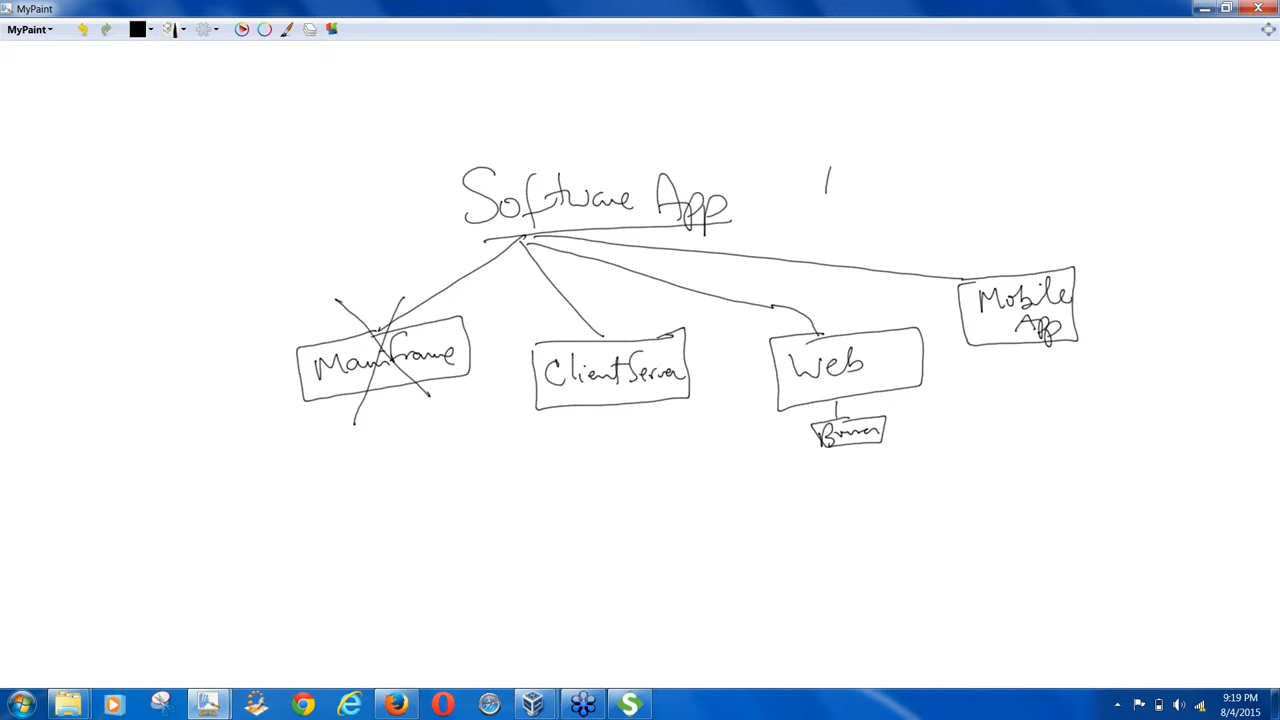 MyPaint
MyPaint
Software App
Mobile
App
Mainframe
Client Server
Web
Browser
9:19 PM
8/4/2015